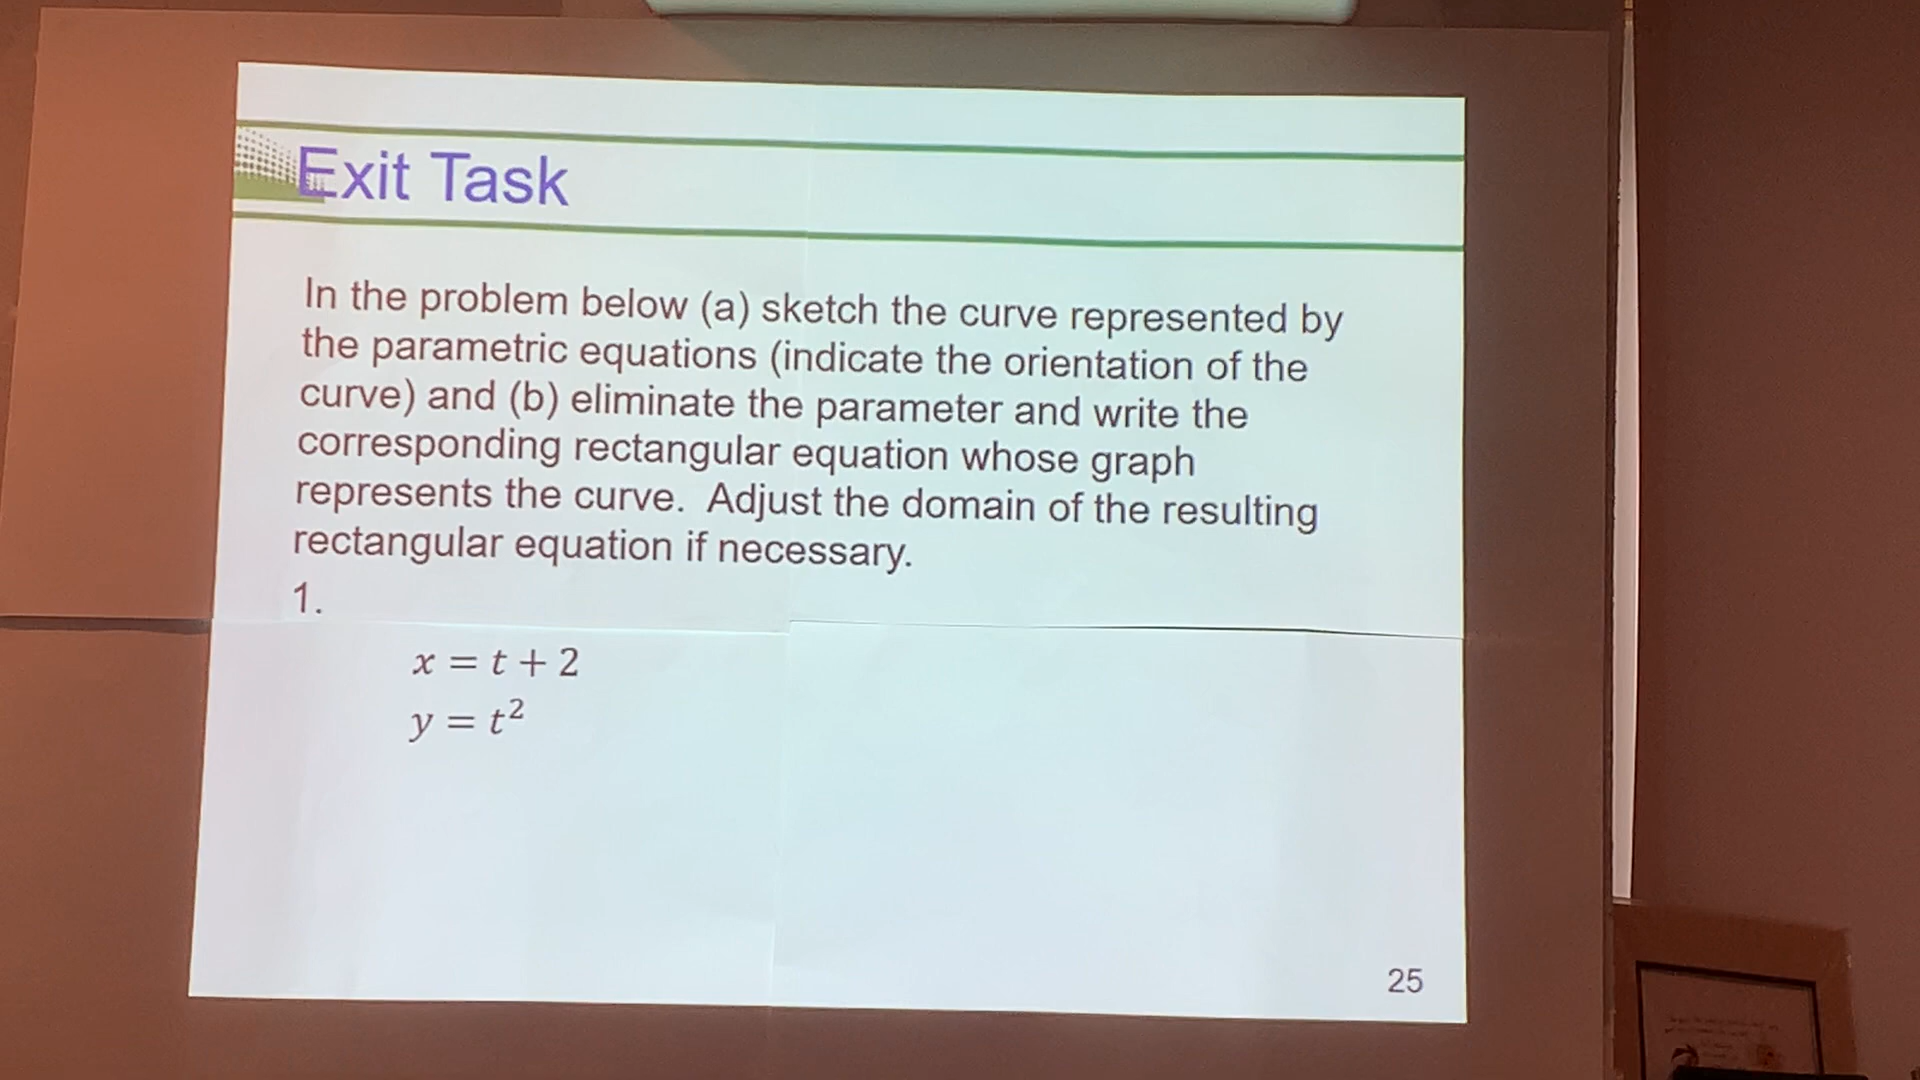 Exit Task
In the problem below (a) sketch the curve represented by
the parametric equations (indicate the orientation of the
curve) and (b) eliminate the parameter and write the
corresponding rectangular equation whose graph
represents the curve. Adjust the domain of the resulting
rectangular equation if necessary.
1.
x = t + 2
y = t²
25